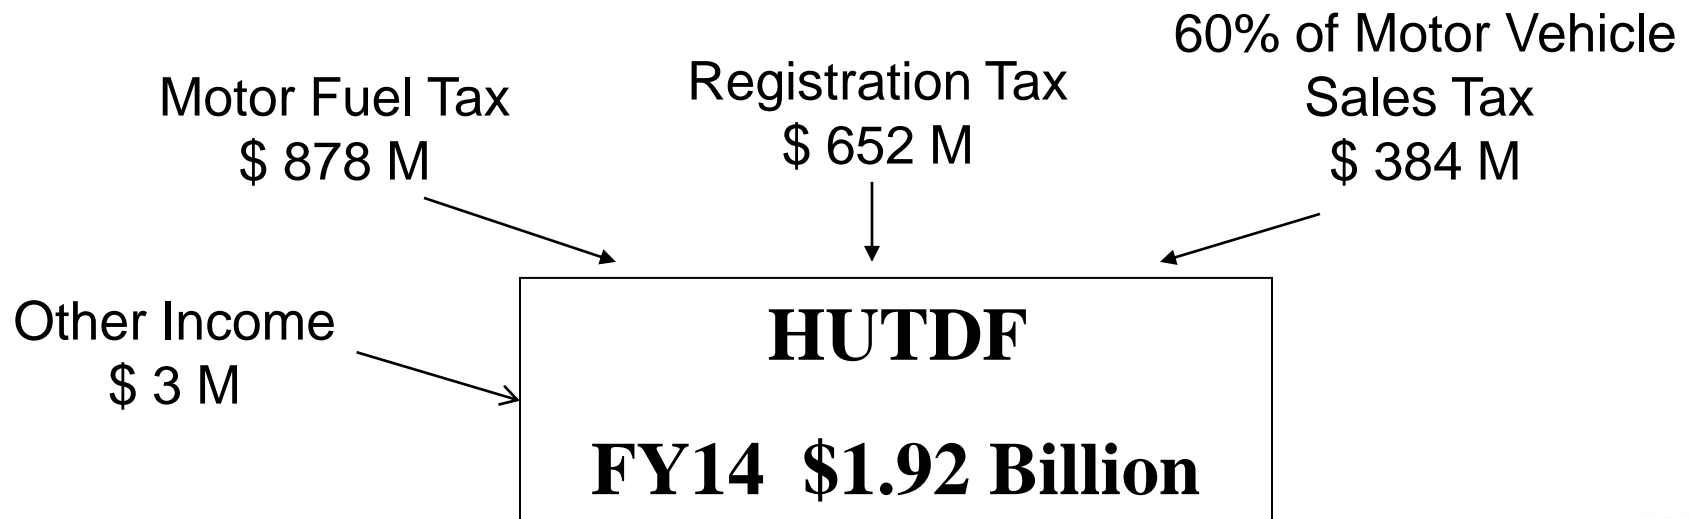 Motor Fuel Tax
$ 878 M
Registration Tax
$ 652 M
60% of Motor Vehicle
Sales Tax
$ 384 M
Other Income
$ 3 M
HUTDF
FY14 $1.92 Billion